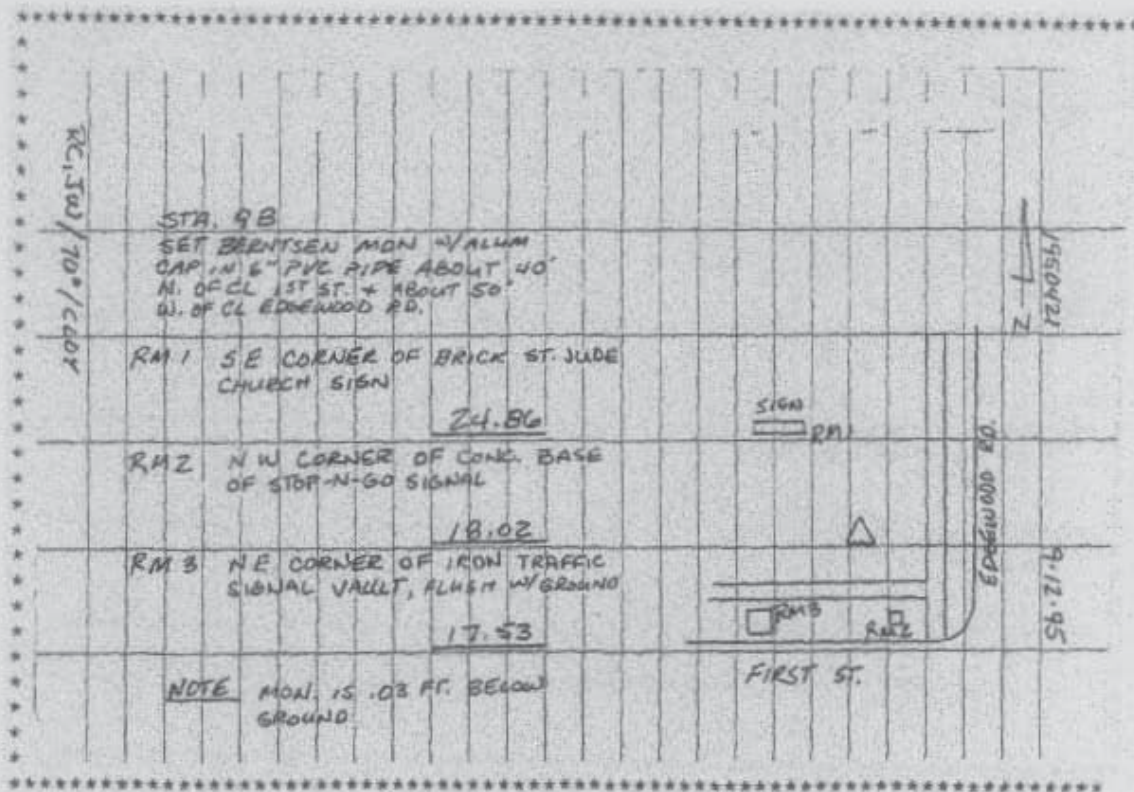 STA. 9B
SET BERNTSEN MON W/ALUM
CAP IN 6" PVC PIPE ABOUT 40'
N. OF CL 1ST ST. + ABOUT 50'
W. OF CL EDGEWOOD RD.
RM 1 SE CORNER OF BRICK ST. JUDE
CHURCH SIGN
24.86
RM2 NW CORNER OF CONC. BASE
OF STOP-N-GO SIGNAL
18.02
RM 3 NE CORNER OF IRON TRAFFIC
SIGNAL VAULT, FLUSH W/GROUND
17.53
NOTE MON. IS .03 FT. BELOW
GROUND
SIGN
RM1
RM3
RM2
FIRST ST.
EDGEWOOD RD.
N
1950421
9-12-95
RC, JW/70°/CLDY